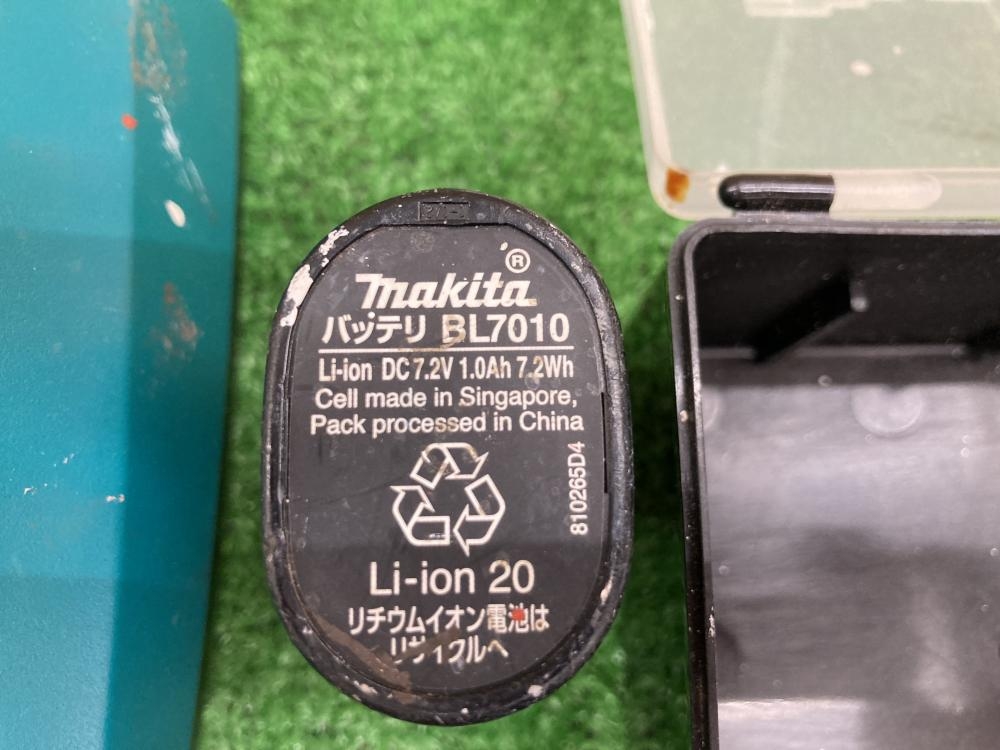 ®
makita
バッテリ BL7010
Li-ion DC 7.2V 1.0Ah 7.2Wh
Cell made in Singapore,
Pack processed in China
810265D4
Li-ion 20
リチウムイオン電池は
リサイクルへ